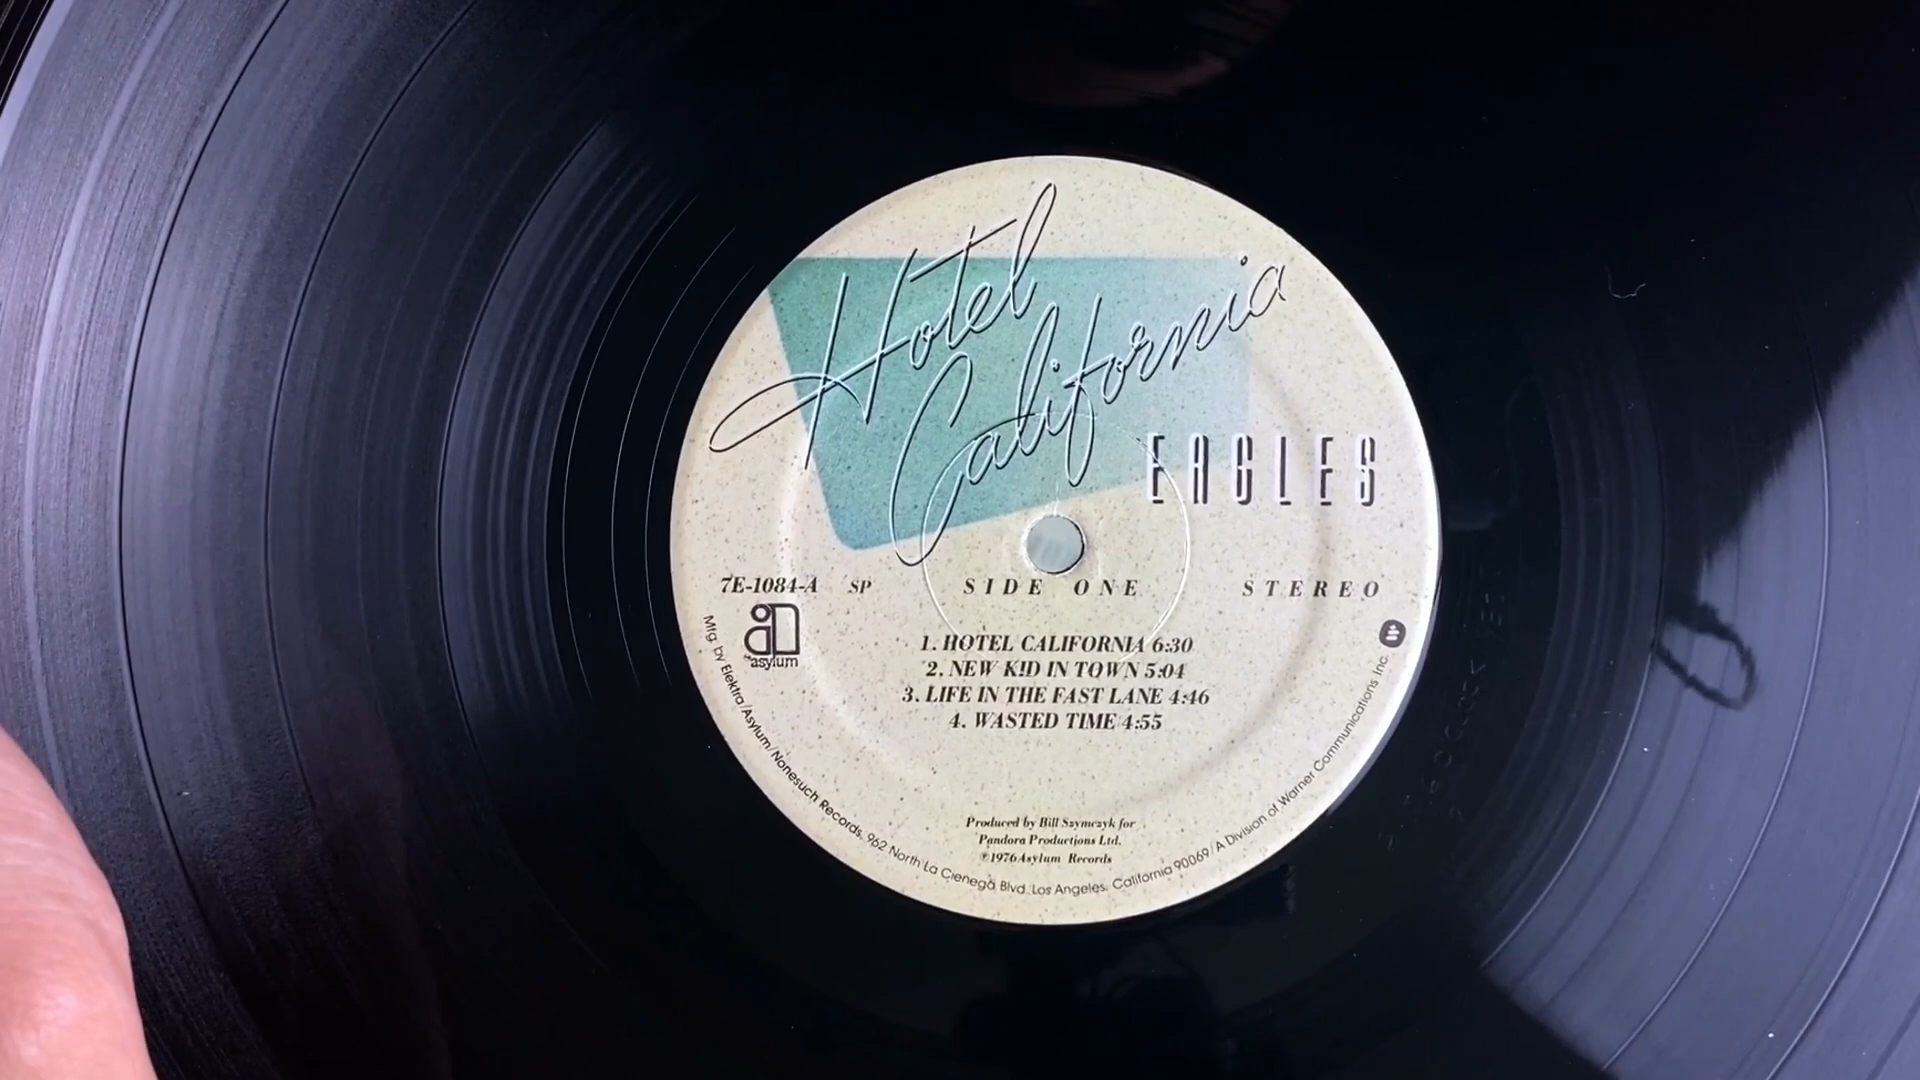 Hotel
California
EAGLES
7E-1084-A SP SIDE ONE STEREO
asylum
1. HOTEL CALIFORNIA 6:30
2. NEW KID IN TOWN 5:04
3. LIFE IN THE FAST LANE 4:46
4. WASTED TIME 4:55
Produced by Bill Szymczyk for
Pandora Productions Ltd.
℗1976 Asylum Records
Mfg. by Elektra/Asylum/Nonesuch Records, 962 North La Cienega Blvd. Los Angeles, California 90069/A Division of Warner Communications Inc.